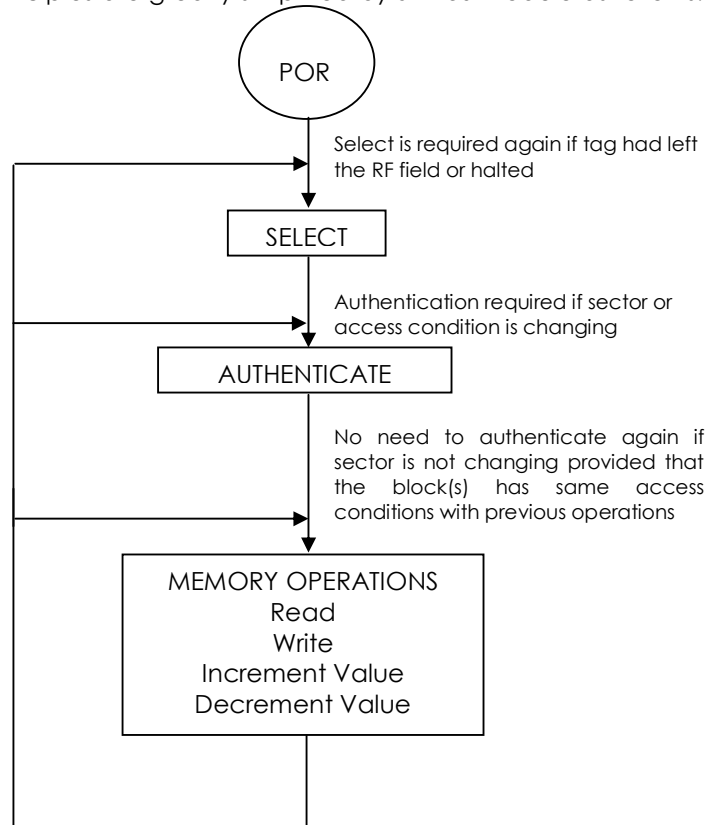 POR
Select is required again if tag had left
the RF field or halted
SELECT
Authentication required if sector or
access condition is changing
AUTHENTICATE
No need to authenticate again if
sector is not changing provided that
the block(s) has same access
conditions with previous operations
MEMORY OPERATIONS
Read
Write
Increment Value
Decrement Value